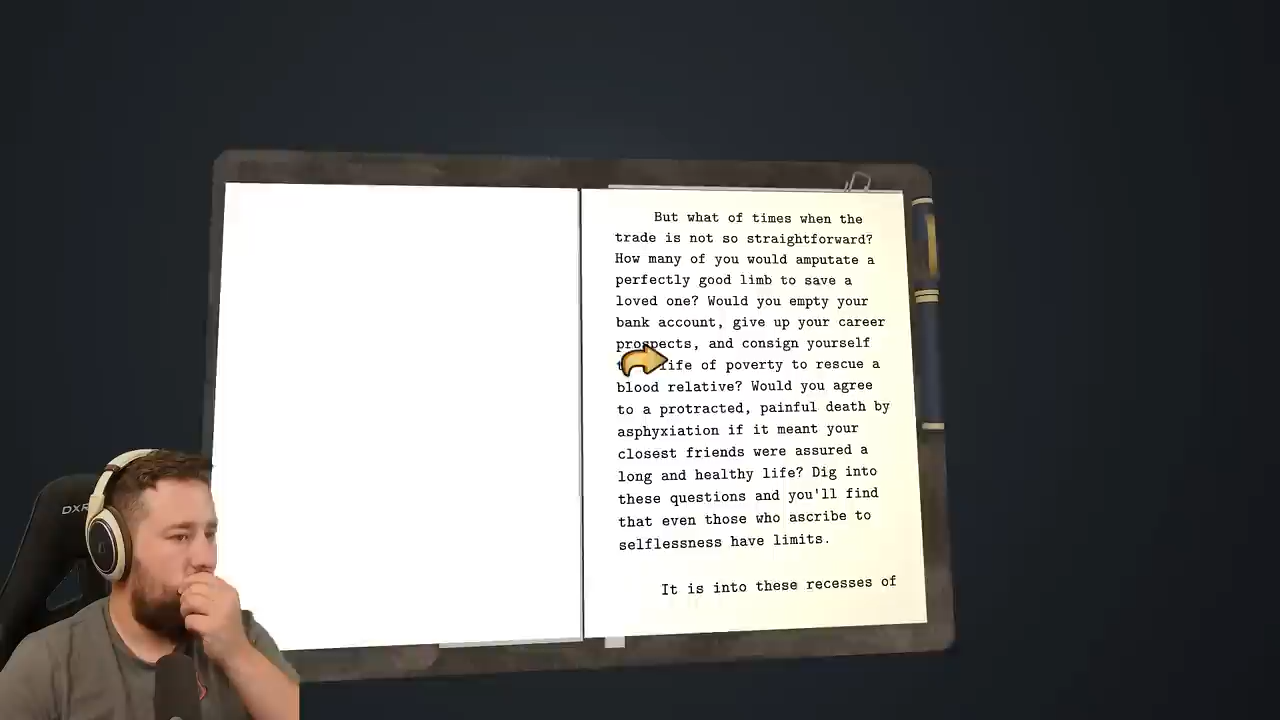 But what of times when the
trade is not so straightforward?
How many of you would amputate a
perfectly good limb to save a
loved one? Would you empty your
bank account, give up your career
prospects, and consign yourself
life of poverty to rescue a
blood relative? Would you agree
to a protracted, painful death by
asphyxiation if it meant your
closest friends were assured a
long and healthy life? Dig into
these questions and you'll find
that even those who ascribe to
selflessness have limits.
It is into these recesses of